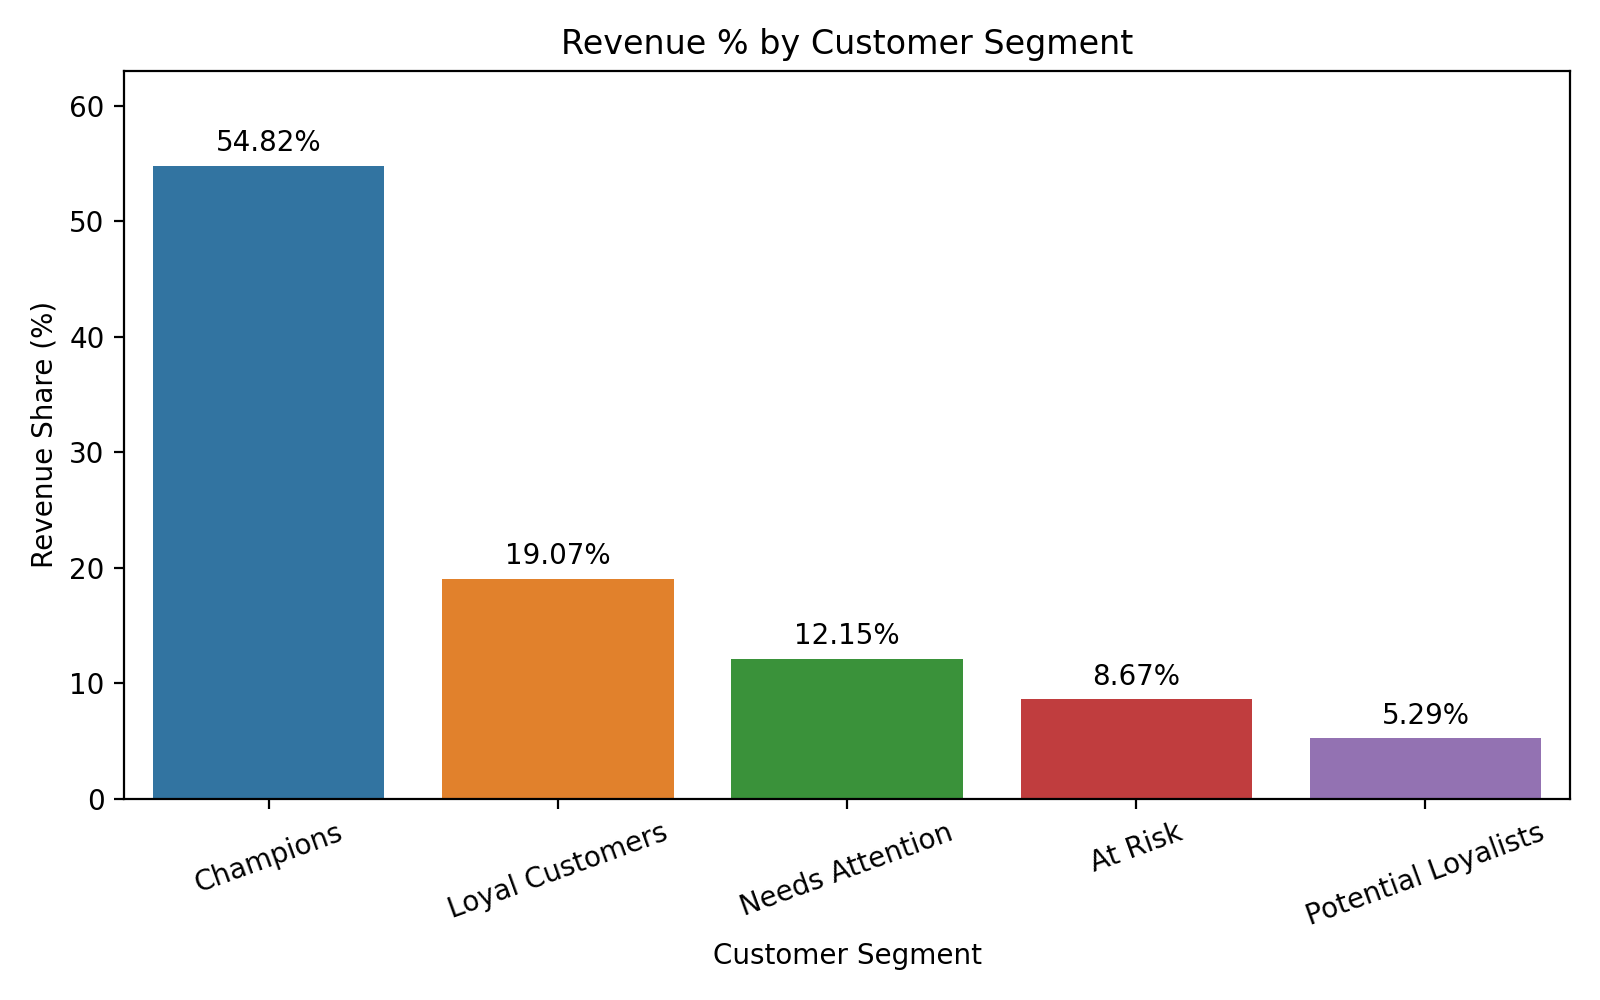 Revenue % by Customer Segment
Revenue Share (%)
60
50
40
30
20
10
0
54.82%
19.07%
12.15%
8.67%
5.29%
Champions
Loyal Customers
Needs Attention
At Risk
Potential Loyalists
Customer Segment